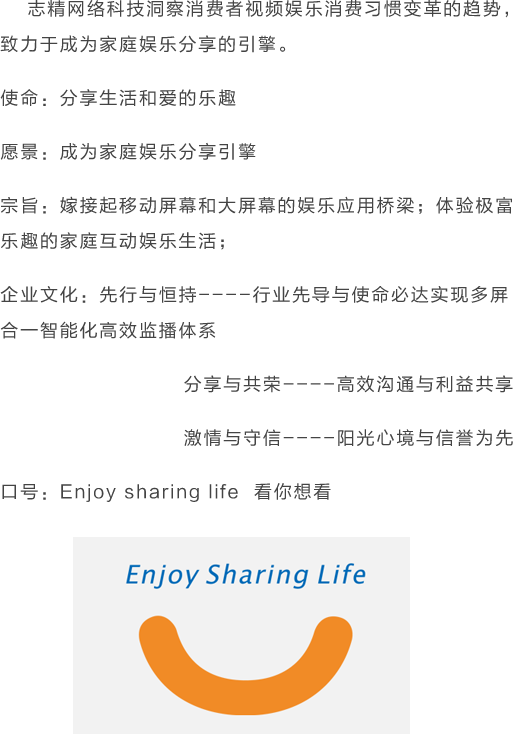 志精网络科技洞察消费者视频娱乐消费习惯变革的趋势，
致力于成为家庭娱乐分享的引擎。
使命：分享生活和爱的乐趣
愿景：成为家庭娱乐分享引擎
宗旨：嫁接起移动屏幕和大屏幕的娱乐应用桥梁；体验极富
乐趣的家庭互动娱乐生活；
企业文化：先行与恒持----行业先导与使命必达实现多屏
合一智能化高效监播体系
分享与共荣----高效沟通与利益共享
激情与守信----阳光心境与信誉为先
口号：Enjoy sharing life 看你想看
Enjoy Sharing Life